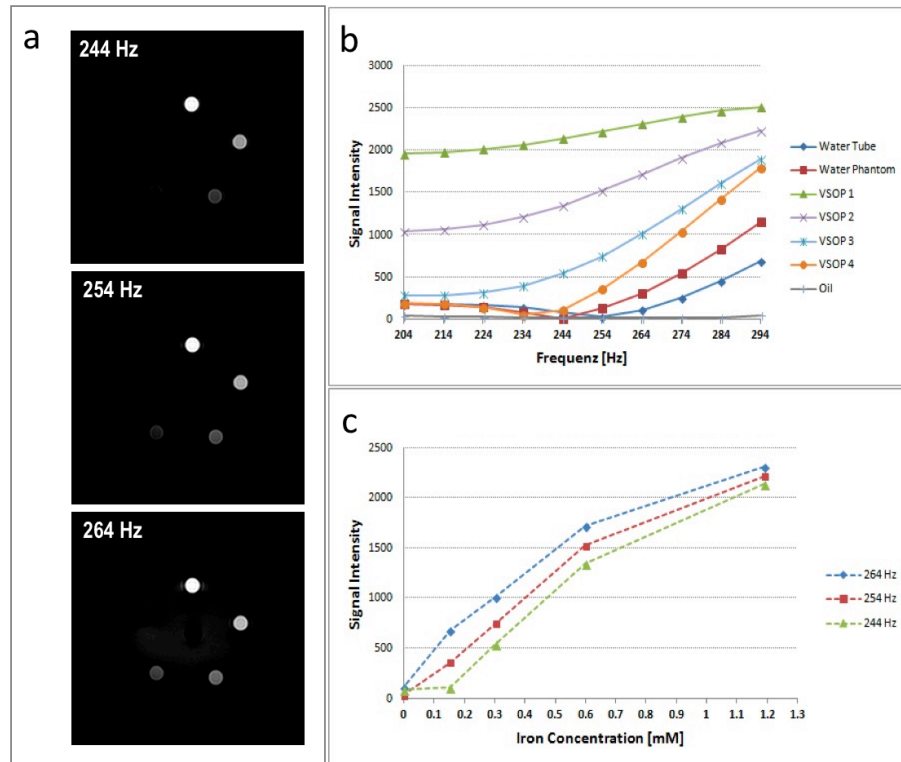 a
244 Hz
254 Hz
264 Hz
b
Signal Intensity
3000
2500
2000
1500
1000
500
0
204 214 224 234 244 254 264 274 284 294
Frequenz [Hz]
Water Tube
Water Phantom
VSOP 1
VSOP 2
VSOP 3
VSOP 4
Oil
c
Signal Intensity
2500
2000
1500
1000
500
0
0 0.1 0.2 0.3 0.4 0.5 0.6 0.7 0.8 0.9 1 1.1 1.2 1.3
Iron Concentration [mM]
264 Hz
254 Hz
244 Hz